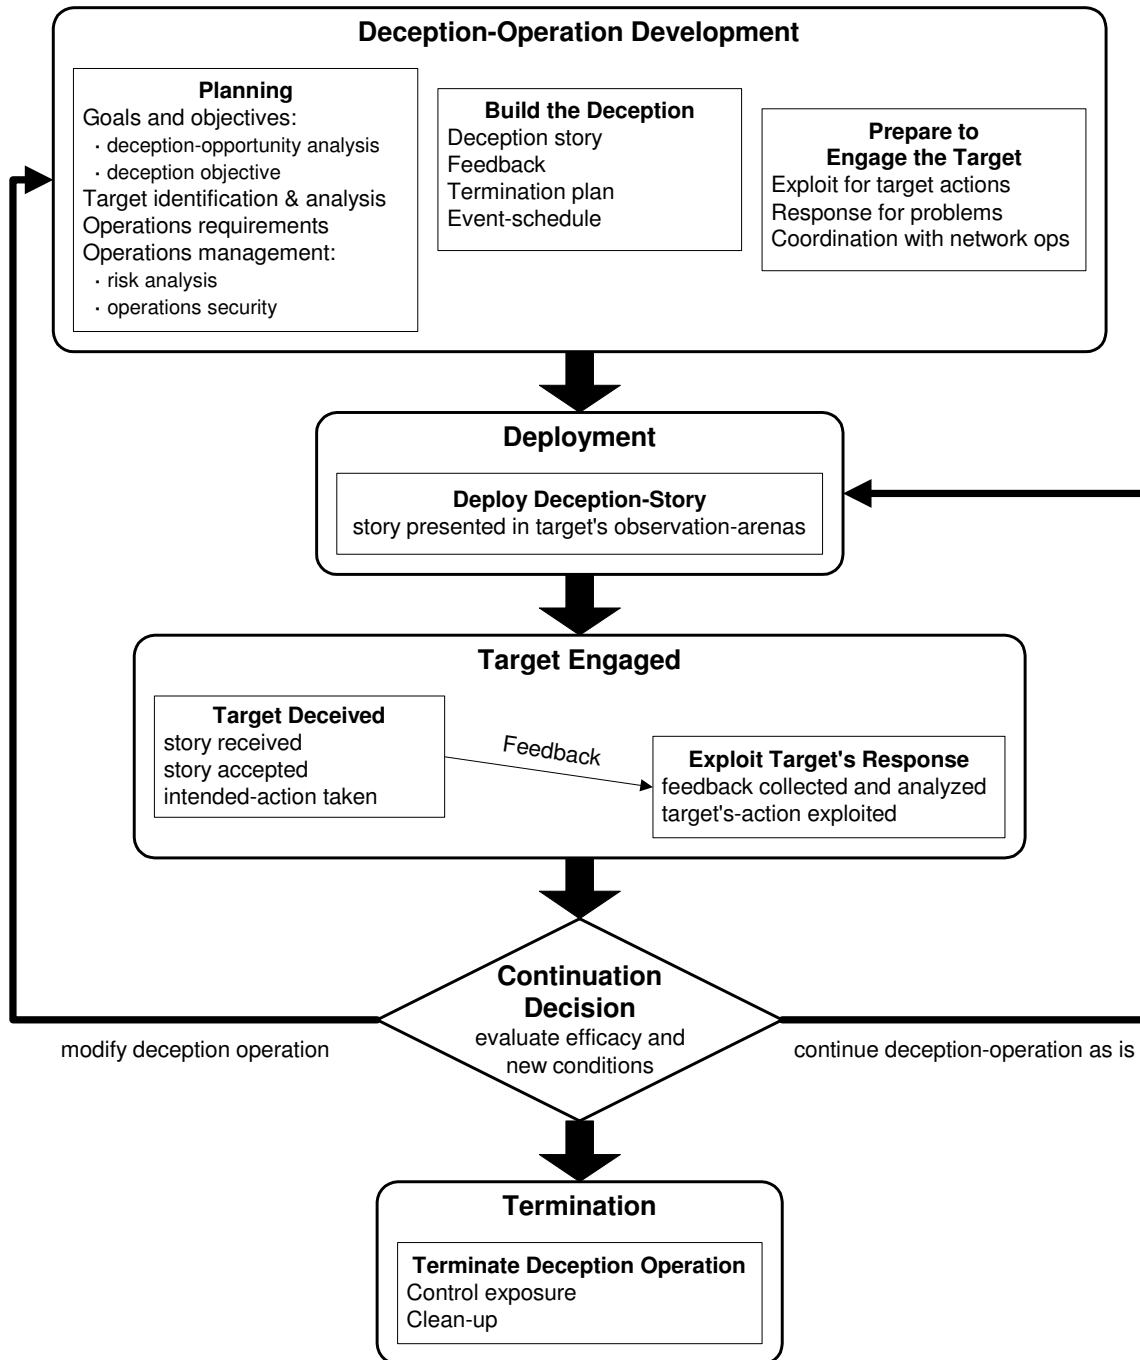 Deception-Operation Development
Planning
Goals and objectives:
· deception-opportunity analysis
· deception objective
Target identification & analysis
Operations requirements
Operations management:
· risk analysis
· operations security
Build the Deception
Deception story
Feedback
Termination plan
Event-schedule
Prepare to
Engage the Target
Exploit for target actions
Response for problems
Coordination with network ops
Deployment
Deploy Deception-Story
story presented in target's observation-arenas
Target Engaged
Target Deceived
story received
story accepted
intended-action taken
Feedback
Exploit Target's Response
feedback collected and analyzed
target's-action exploited
Continuation
Decision
evaluate efficacy and
new conditions
modify deception operation
continue deception-operation as is
Termination
Terminate Deception Operation
Control exposure
Clean-up